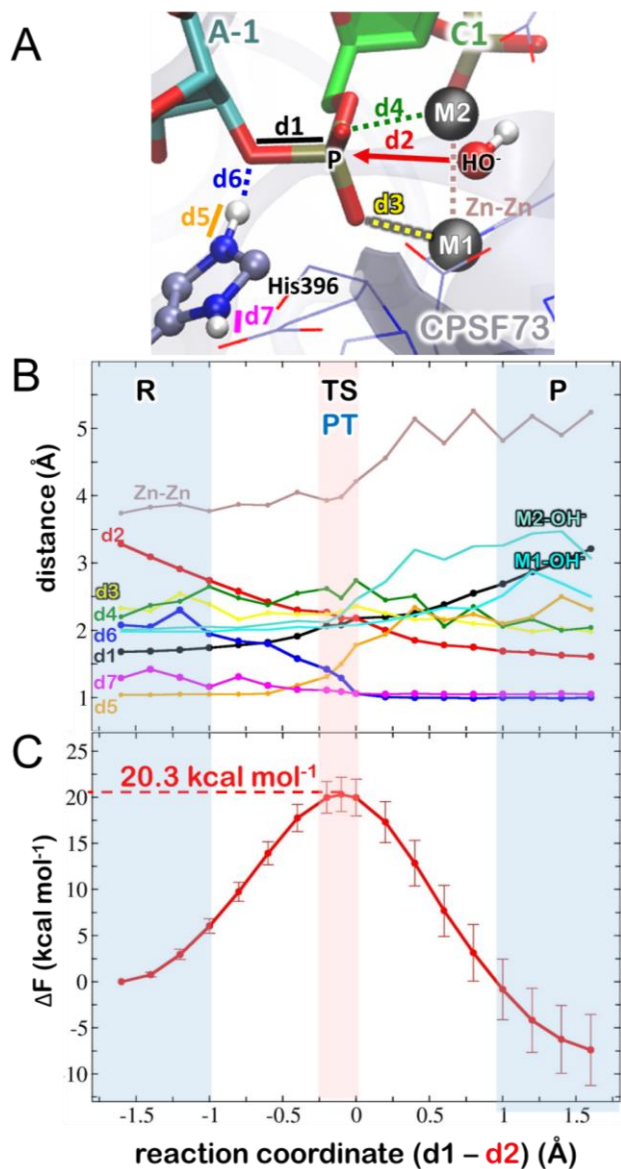 A
A-1
C1
d4
M2
d1
d2
P
HO-
d6
d3
Zn-Zn
d5
M1
His396
d7
CPSF73
B
R
TS
P
PT
5
Zn-Zn
4
M2-OH-
d2
3
M1-OH-
d3
d4
d6
2
d1
d7
1
d5
distance (Å)
C
25
20.3 kcal mol-1
20
15
10
5
0
-5
10
ΔF (kcal mol-1)
-1.5 -1 -0.5 0 0.5 1 1.5
reaction coordinate (d1 – d2) (Å)